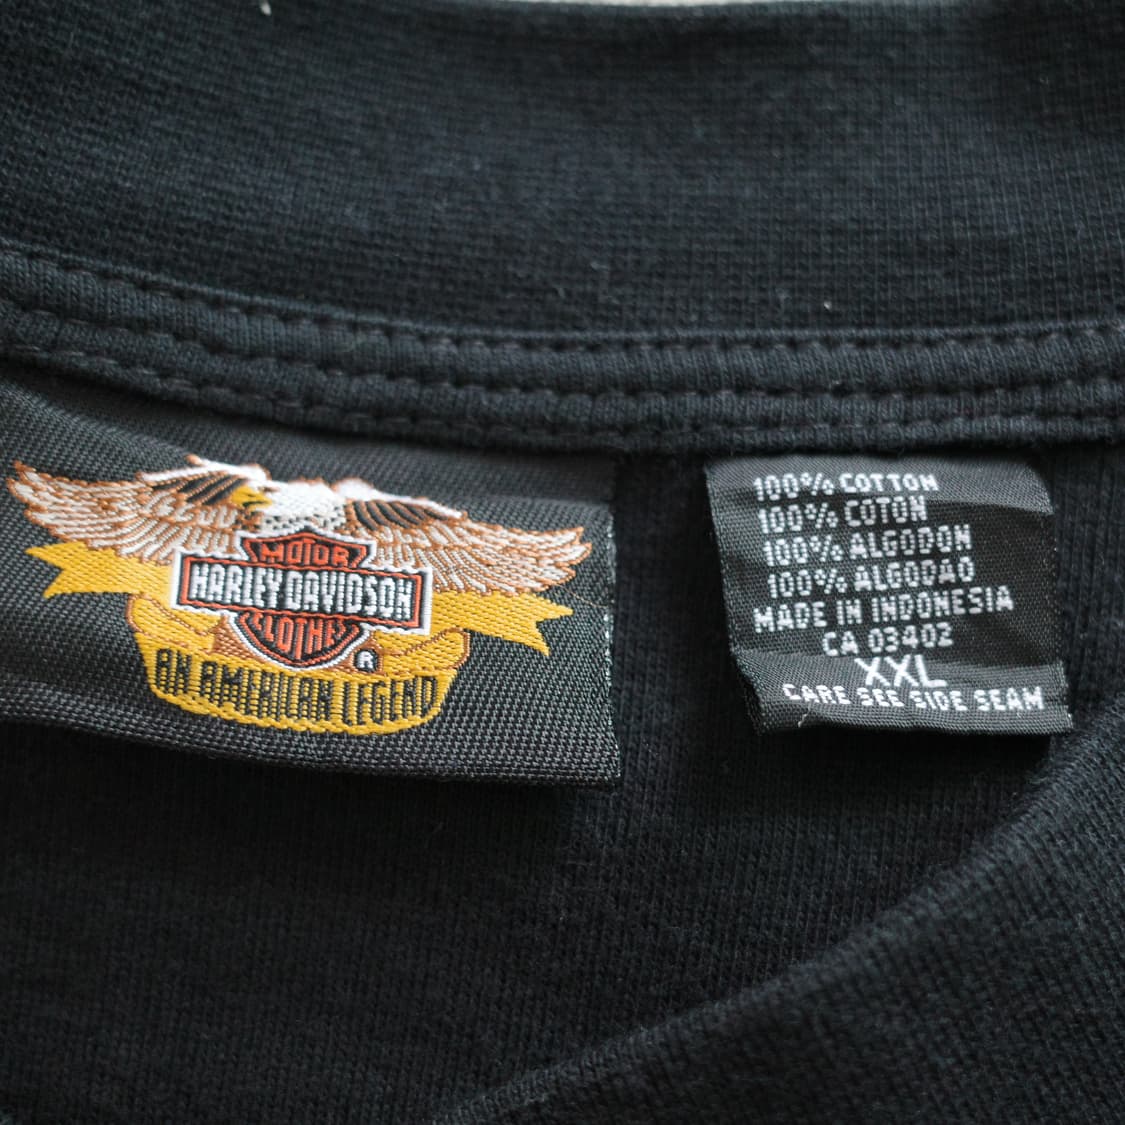 MOTOR
HARLEY-DAVIDSON
CLOTHES
®
AN AMERICAN LEGEND
100% COTTON
100% COTON
100% ALGODON
100% ALGODAO
MADE IN INDONESIA
CA 03402
XXL
CARE SEE SIDE SEAM